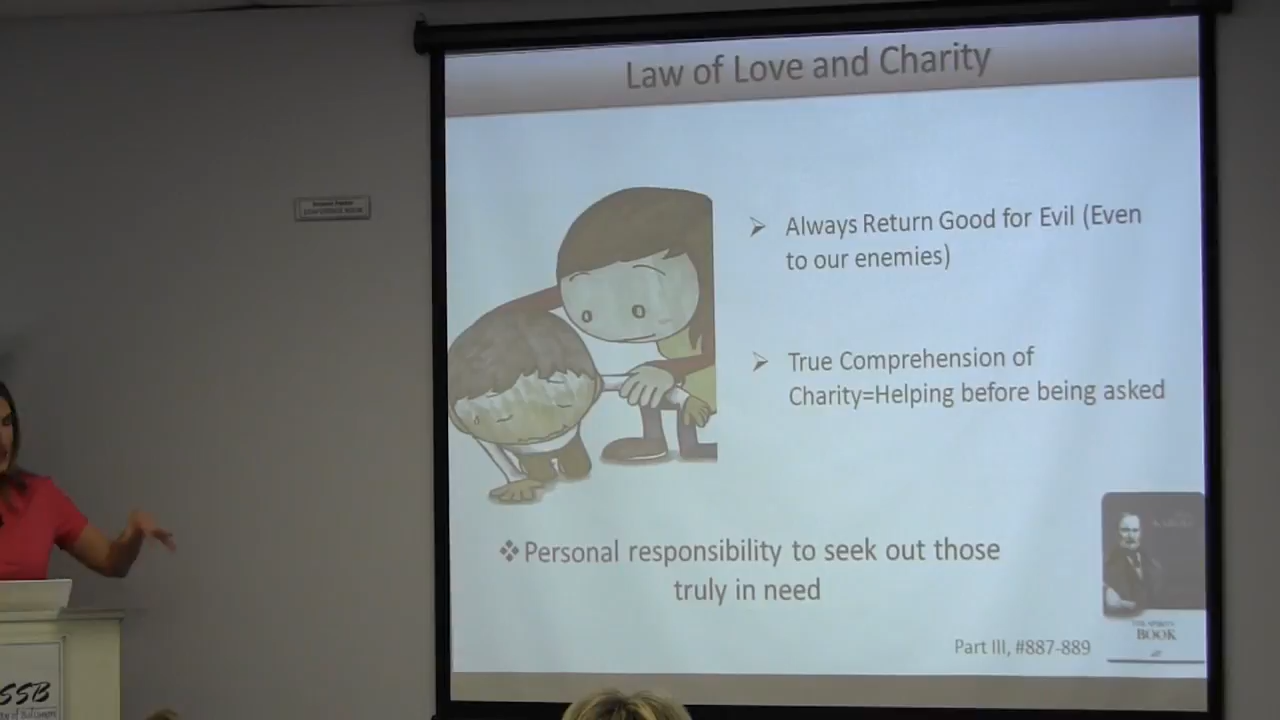 Law of Love and Charity
➢ Always Return Good for Evil (Even
to our enemies)
➢ True Comprehension of
Charity=Helping before being asked
❖Personal responsibility to seek out those
truly in need
Part III, #887-889
THE SPIRITS
BOOK
CONFERENCE ROOM
SSB